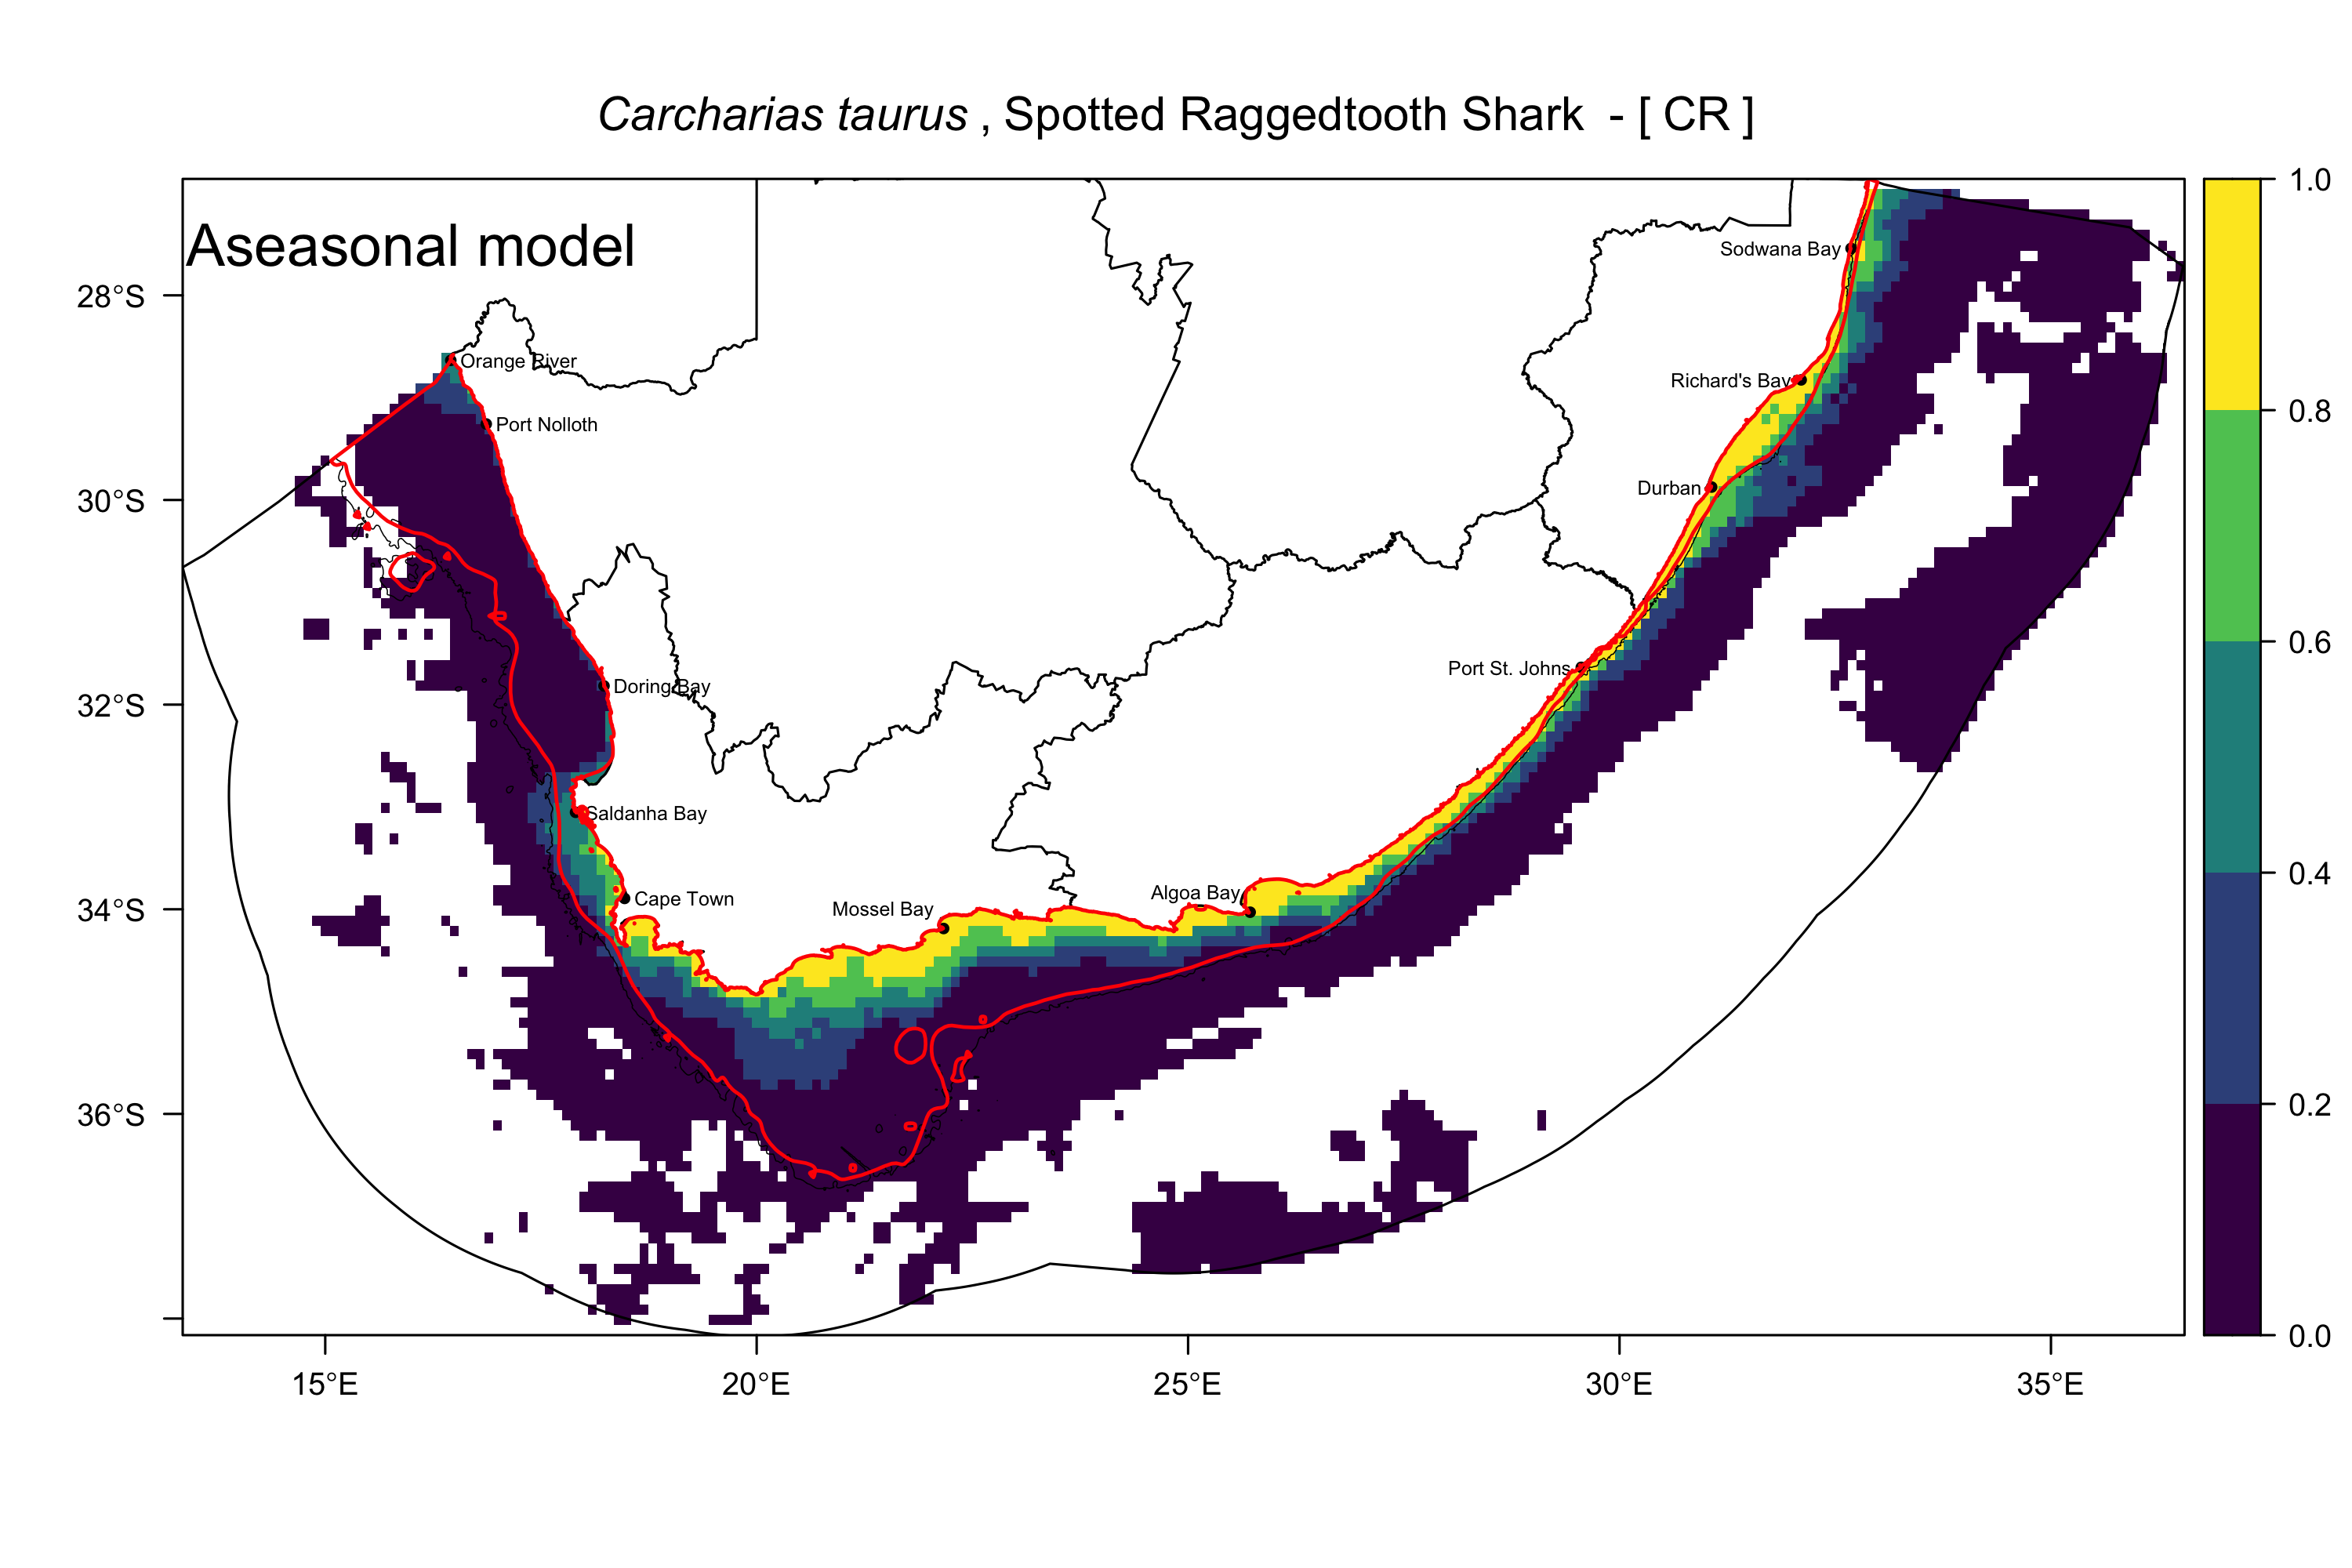 Carcharias taurus , Spotted Raggedtooth Shark - [ CR ]
Aseasonal model
1.0
0.8
0.6
0.4
0.2
0.0
28°S
30°S
32°S
34°S
36°S
Sodwana Bay
Orange River
Richard's Bay
Port Nolloth
Durban
Port St. Johns
Doring Bay
Saldanha Bay
Algoa Bay
Cape Town
Mossel Bay
15°E
20°E
25°E
30°E
35°E